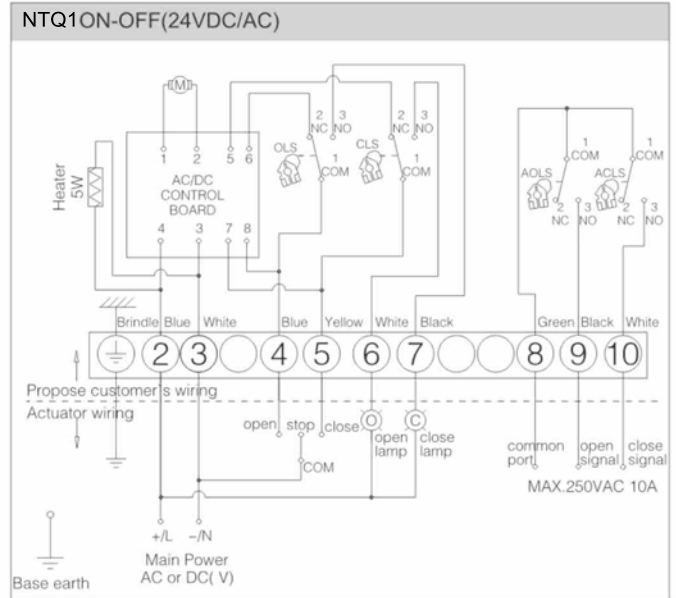 NTQ1ON-OFF(24VDC/AC)
M
1 2 5 6
AC/DC
CONTROL
BOARD
4 3 7 8
Heater
5W
2 3
NC NO
OLS
1
COM
2 3
NC NO
CLS
1
COM
1
COM
AOLS
2 3
NC NO
1
COM
ACLS
2 3
NC NO
Brindle Blue White Blue Yellow White Black Green Black White
2 3 4 5 6 7 8 9 10
Propose customer's wiring
Actuator wiring
open stop close
COM
O
open
lamp
C
close
lamp
common
port
open
signal
close
signal
MAX.250VAC 10A
+/L -/N
Main Power
AC or DC( V)
Base earth